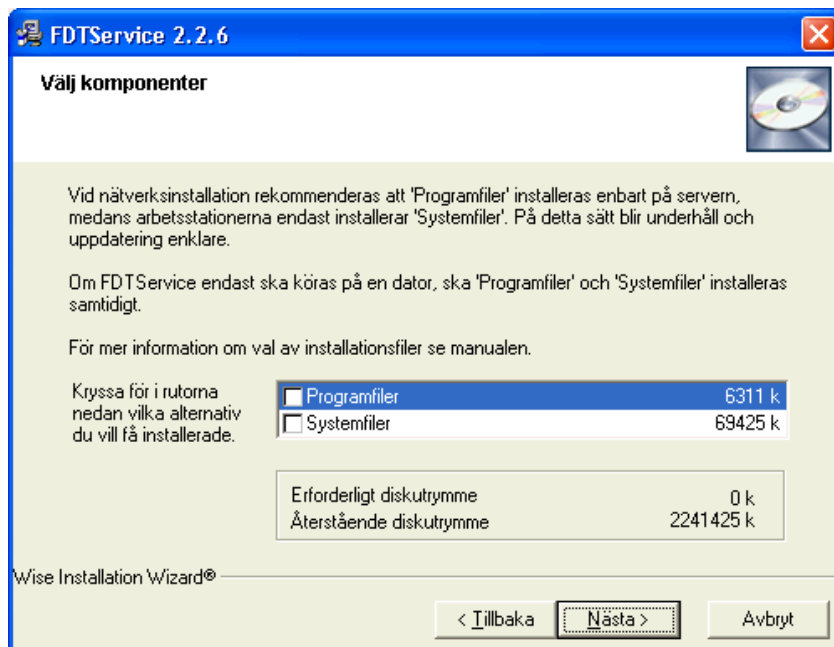 FDTService 2.2.6
Välj komponenter
Vid nätverksinstallation rekommenderas att 'Programfiler' installeras enbart på servern,
medans arbetsstationerna endast installerar 'Systemfiler'. På detta sätt blir underhåll och
uppdatering enklare.
Om FDTService endast ska köras på en dator, ska 'Programfiler' och 'Systemfiler' installeras
samtidigt.
För mer information om val av installationsfiler se manualen.
Kryssa för i rutorna
nedan vilka alternativ
du vill få installerade.
Programfiler 6311 k
Systemfiler 69425 k
Erforderligt diskutrymme 0 k
Återstående diskutrymme 2241425 k
Wise Installation Wizard®
< Tillbaka Nästa > Avbryt